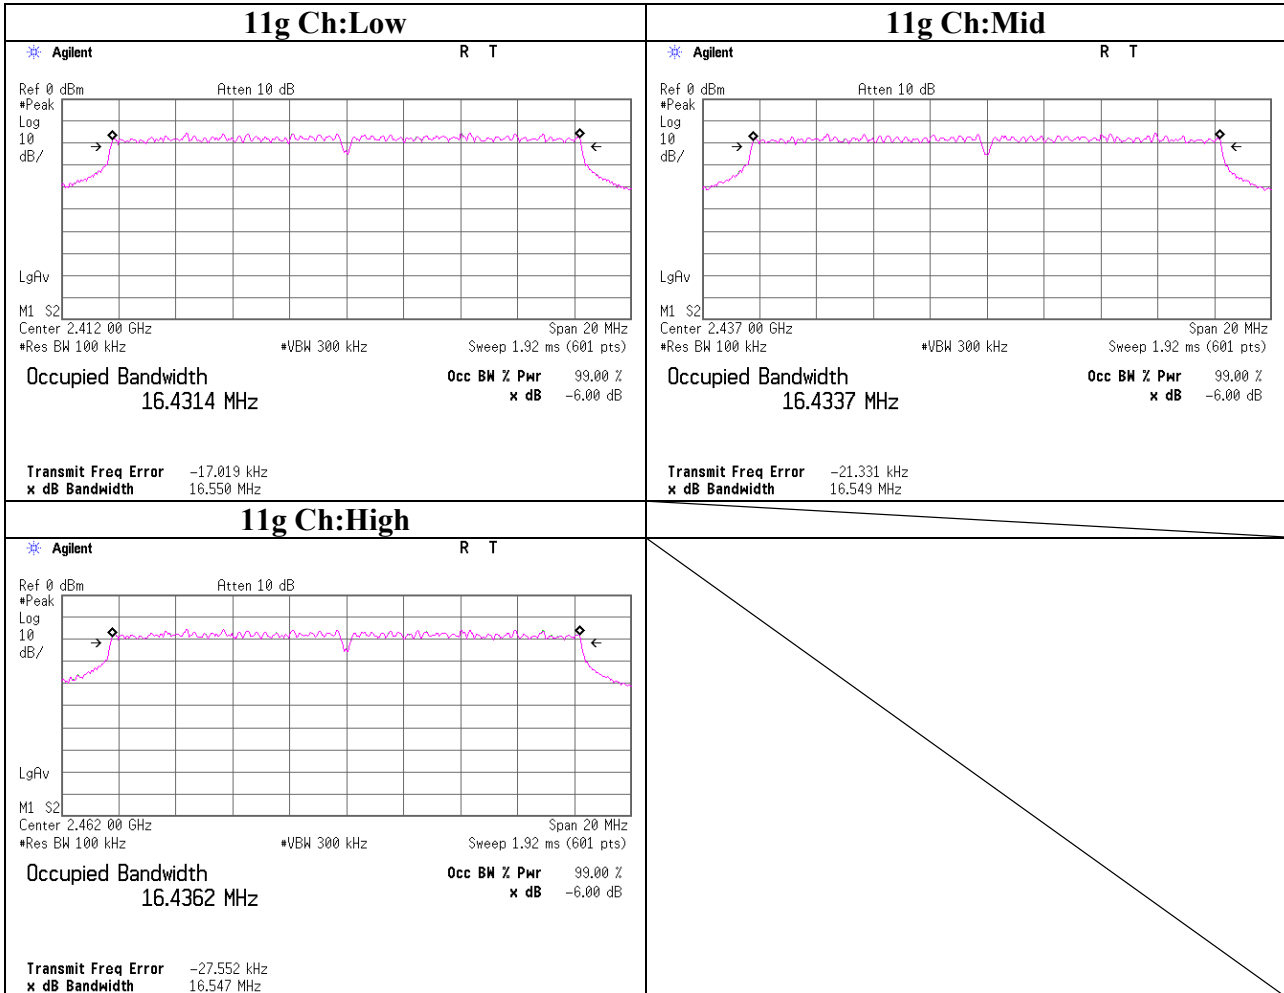 11g Ch:Low
Agilent R T
Ref 0 dBm Atten 10 dB
#Peak
Log
10
dB/
LgAv
M1 S2
Center 2.412 00 GHz Span 20 MHz
#Res BW 100 kHz #VBW 300 kHz Sweep 1.92 ms (601 pts)
Occupied Bandwidth Occ BW % Pwr 99.00 %
16.4314 MHz x dB -6.00 dB
Transmit Freq Error -17.019 kHz
x dB Bandwidth 16.550 MHz
11g Ch:Mid
Agilent R T
Ref 0 dBm Atten 10 dB
#Peak
Log
10
dB/
LgAv
M1 S2
Center 2.437 00 GHz Span 20 MHz
#Res BW 100 kHz #VBW 300 kHz Sweep 1.92 ms (601 pts)
Occupied Bandwidth Occ BW % Pwr 99.00 %
16.4337 MHz x dB -6.00 dB
Transmit Freq Error -21.331 kHz
x dB Bandwidth 16.549 MHz
11g Ch:High
Agilent R T
Ref 0 dBm Atten 10 dB
#Peak
Log
10
dB/
LgAv
M1 S2
Center 2.462 00 GHz Span 20 MHz
#Res BW 100 kHz #VBW 300 kHz Sweep 1.92 ms (601 pts)
Occupied Bandwidth Occ BW % Pwr 99.00 %
16.4362 MHz x dB -6.00 dB
Transmit Freq Error -27.552 kHz
x dB Bandwidth 16.547 MHz